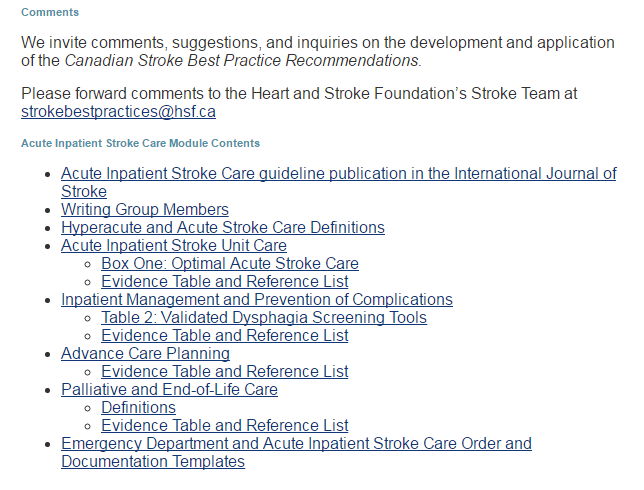 Comments
We invite comments, suggestions, and inquiries on the development and application
of the Canadian Stroke Best Practice Recommendations.
Please forward comments to the Heart and Stroke Foundation’s Stroke Team at
strokebestpractices@hsf.ca
Acute Inpatient Stroke Care Module Contents
Acute Inpatient Stroke Care guideline publication in the International Journal of
Stroke
Writing Group Members
Hyperacute and Acute Stroke Care Definitions
Acute Inpatient Stroke Unit Care
Box One: Optimal Acute Stroke Care
Evidence Table and Reference List
Inpatient Management and Prevention of Complications
Table 2: Validated Dysphagia Screening Tools
Evidence Table and Reference List
Advance Care Planning
Evidence Table and Reference List
Palliative and End-of-Life Care
Definitions
Evidence Table and Reference List
Emergency Department and Acute Inpatient Stroke Care Order and
Documentation Templates